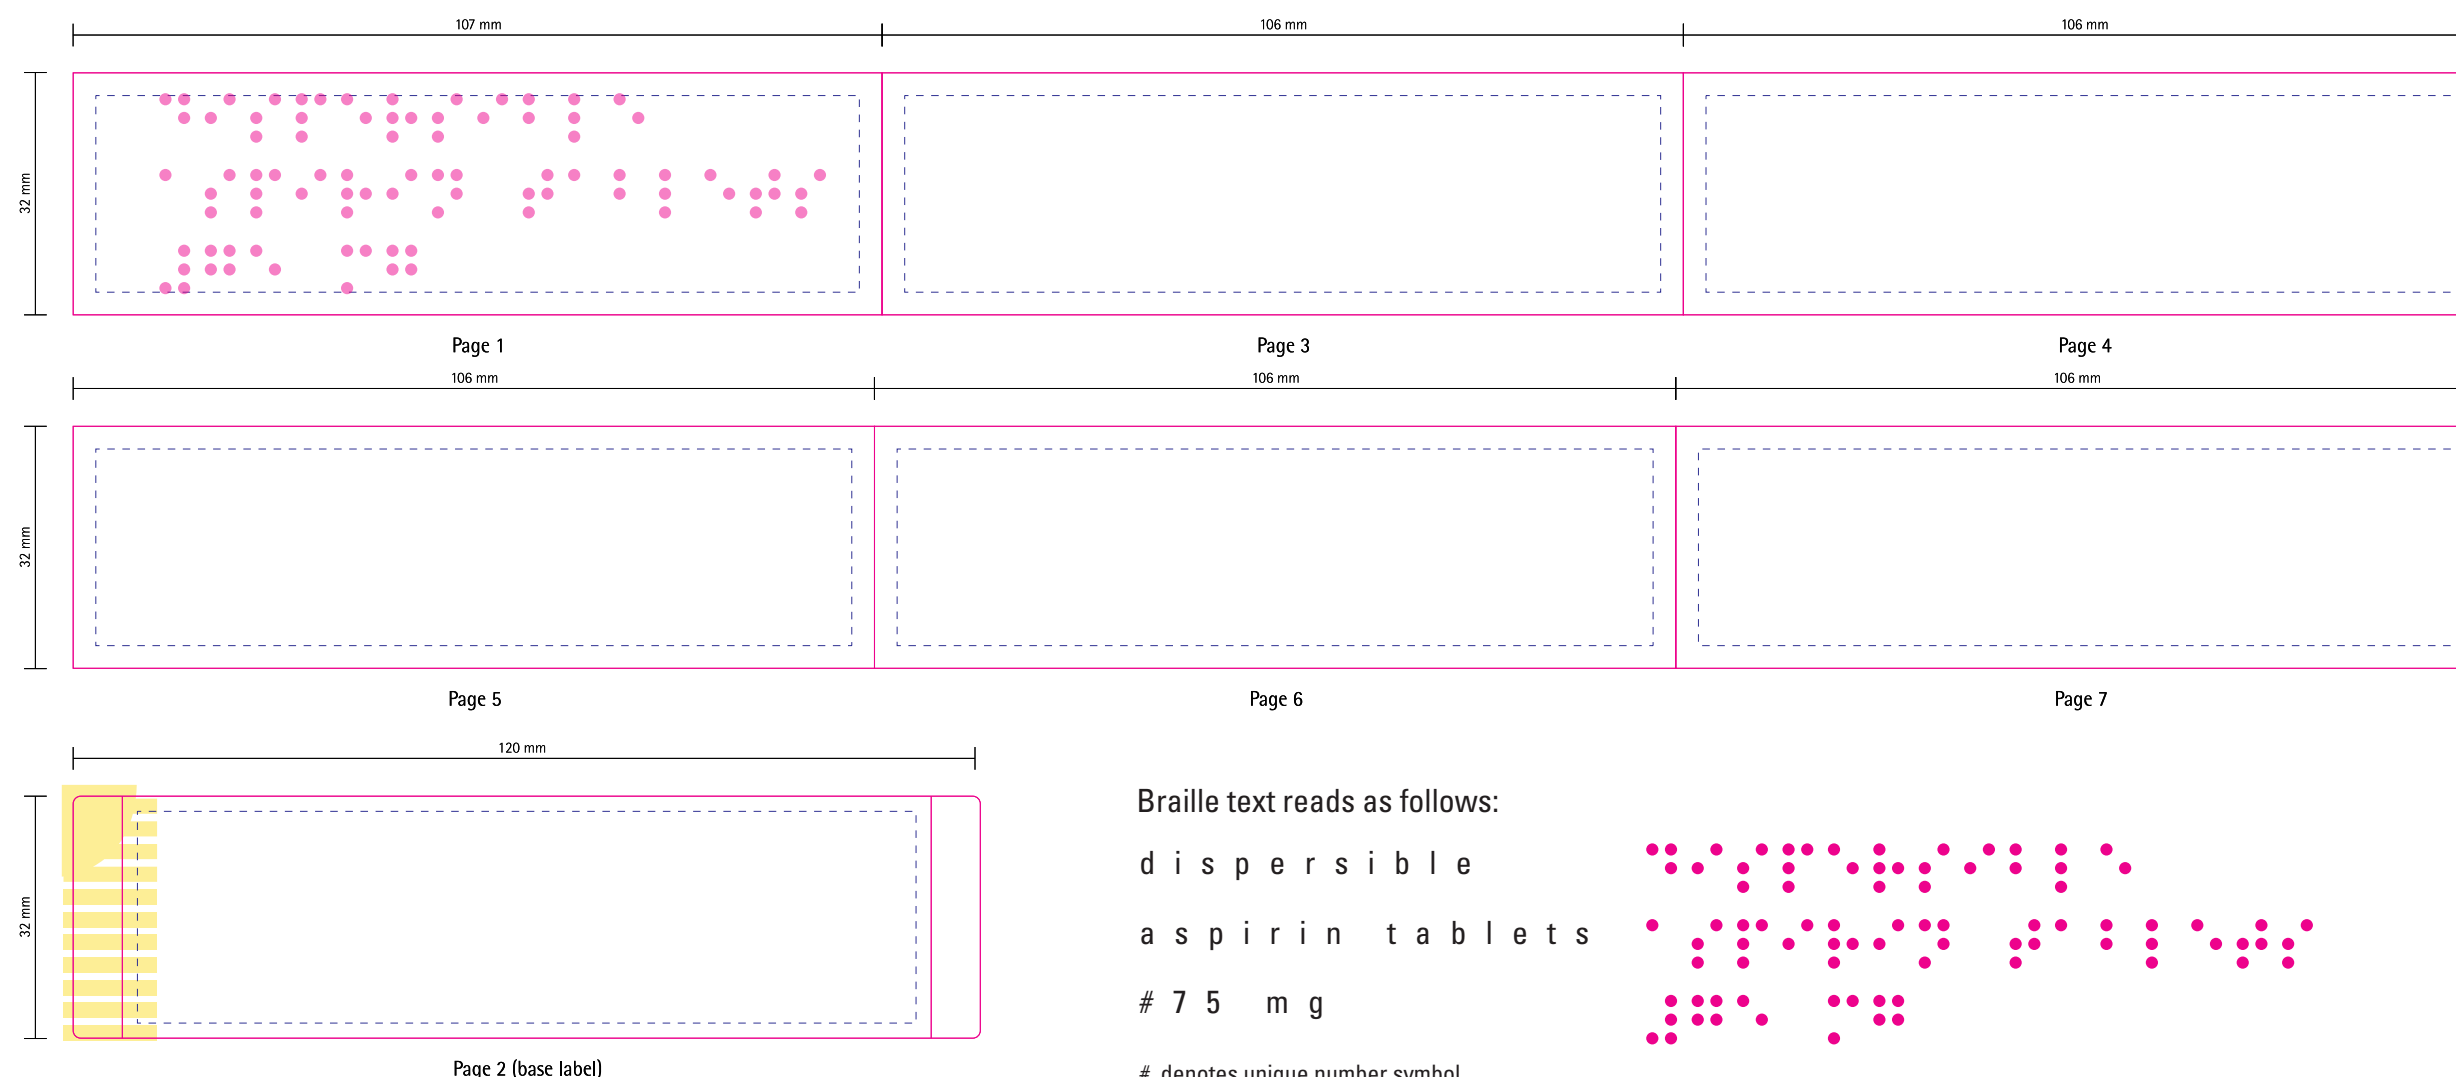 107 mm
106 mm
106 mm
32 mm
⠙⠊⠎⠏⠑⠗⠎⠊⠃⠇⠑
⠁⠎⠏⠊⠗⠊⠝ ⠞⠁⠃⠇⠑⠞⠎
⠼⠛⠑ ⠍⠛
Page 1
Page 3
Page 4
106 mm
106 mm
106 mm
32 mm
Page 5
Page 6
Page 7
120 mm
32 mm
Page 2 (base label)
Braille text reads as follows:
d i s p e r s i b l e
a s p i r i n  t a b l e t s
# 7 5  m g
# denotes unique number symbol
⠙⠊⠎⠏⠑⠗⠎⠊⠃⠇⠑
⠁⠎⠏⠊⠗⠊⠝ ⠞⠁⠃⠇⠑⠞⠎
⠼⠛⠑ ⠍⠛